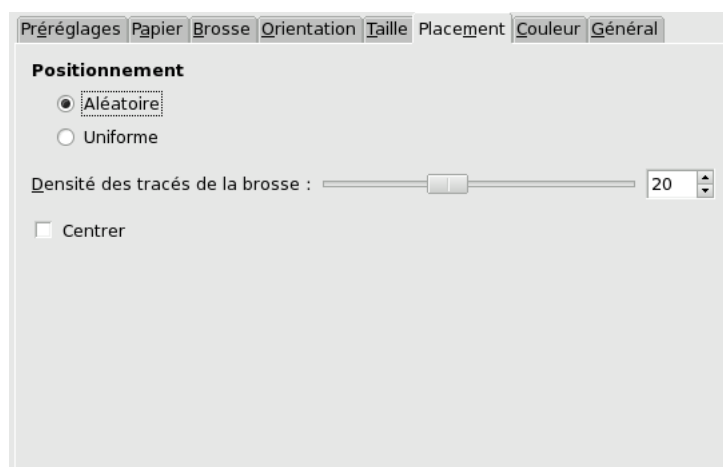 Préréglages Papier Brosse Orientation Taille Placement Couleur Général
Positionnement
Aléatoire
Uniforme
Densité des tracés de la brosse : 20
Centrer